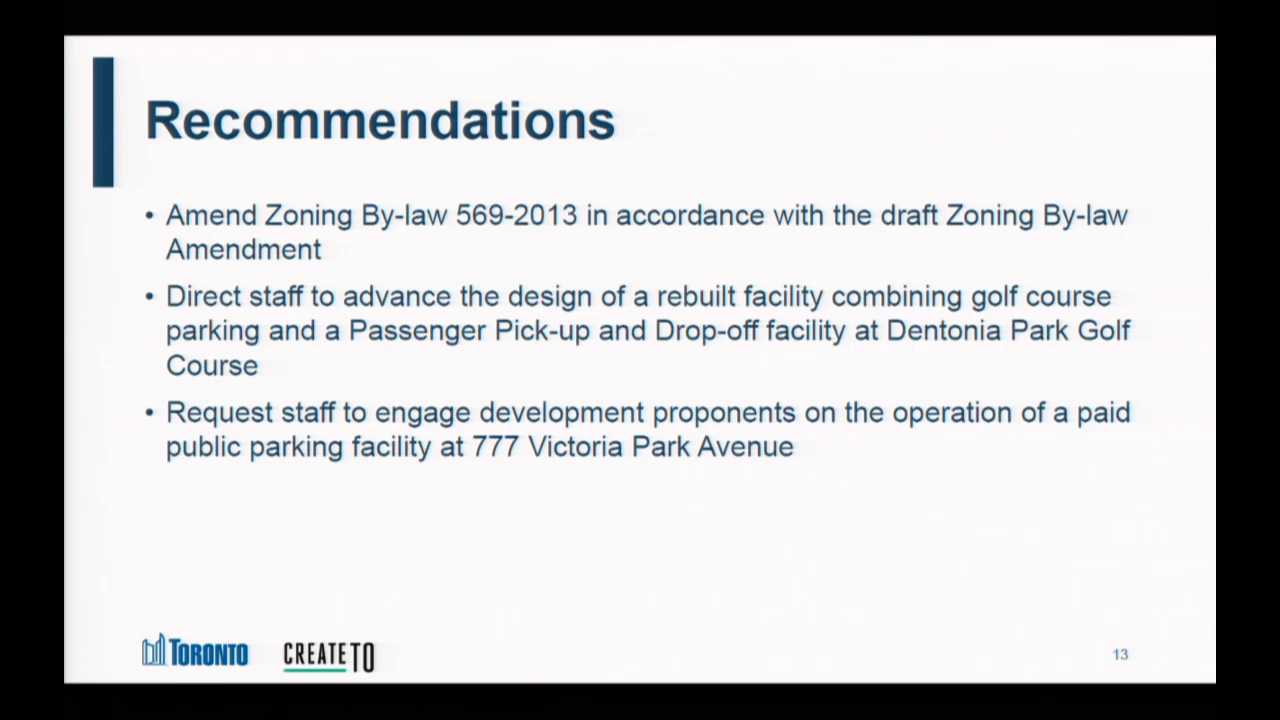 Recommendations
• Amend Zoning By-law 569-2013 in accordance with the draft Zoning By-law
Amendment
• Direct staff to advance the design of a rebuilt facility combining golf course
parking and a Passenger Pick-up and Drop-off facility at Dentonia Park Golf
Course
• Request staff to engage development proponents on the operation of a paid
public parking facility at 777 Victoria Park Avenue
TORONTO CREATETO 13